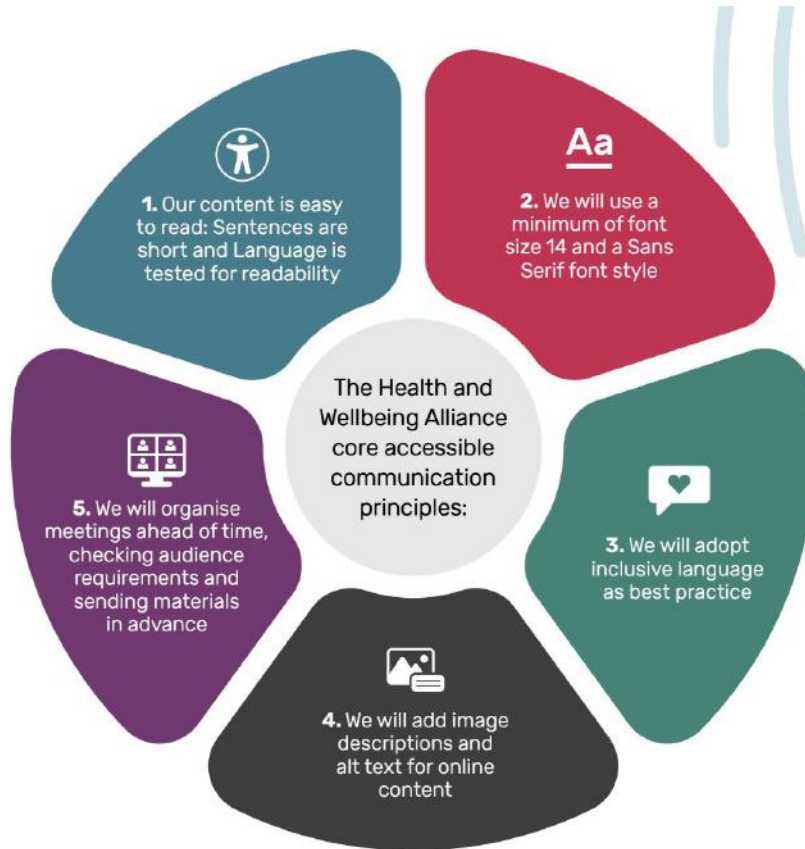 The Health and
Wellbeing Alliance
core accessible
communication
principles:
1. Our content is easy
to read: Sentences are
short and Language is
tested for readability
Aa
2. We will use a
minimum of font
size 14 and a Sans
Serif font style
3. We will adopt
inclusive language
as best practice
4. We will add image
descriptions and
alt text for online
content
5. We will organise
meetings ahead of time,
checking audience
requirements and
sending materials
in advance